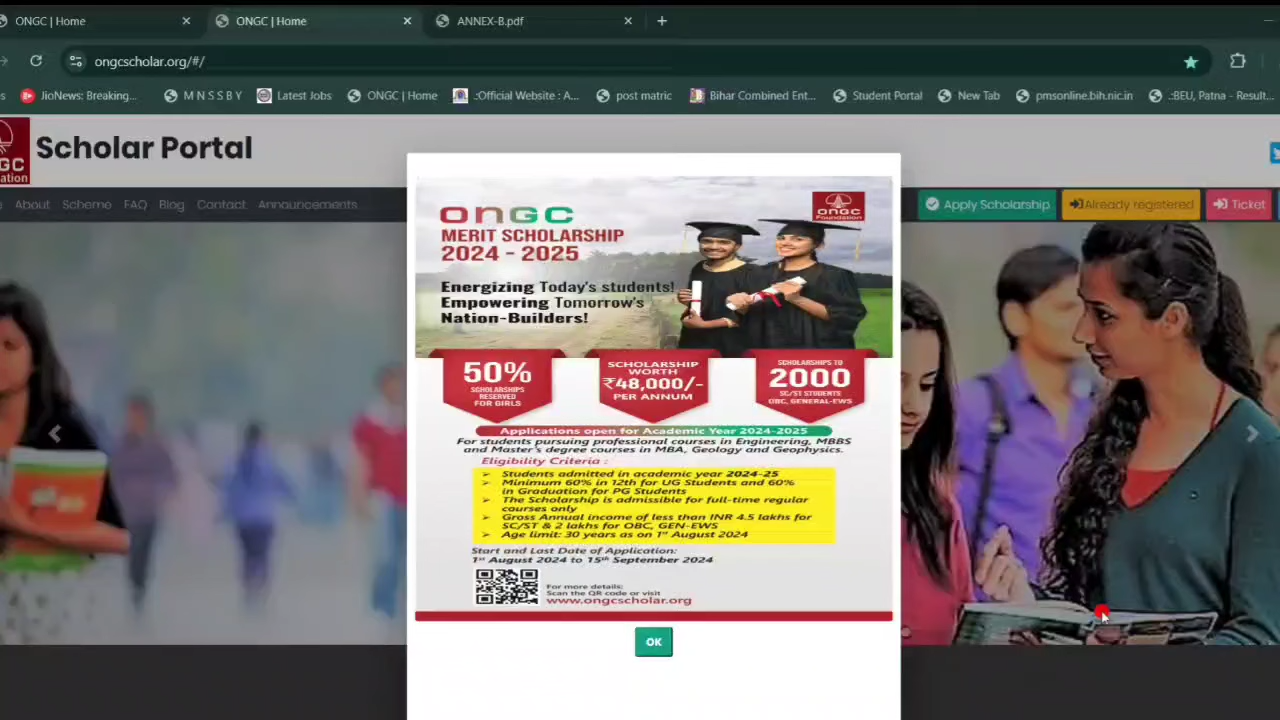 ONGC | Home
ONGC | Home
ANNEX-B.pdf
ongcscholar.org/#/
JioNews: Breaking...
M N S S B Y
Latest Jobs
ONGC | Home
.:Official Website : A...
post matric
Bihar Combined Ent...
Student Portal
New Tab
pmsonline.bih.nic.in
.:BEU, Patna - Result...
Scholar Portal
About
Scheme
FAQ
Blog
Contact
Announcements
Apply Scholarship
Already registered
Ticket
ONGC
ONGC
Foundation
MERIT SCHOLARSHIP
2024 - 2025
Energizing Today's students!
Empowering Tomorrow's
Nation-Builders!
50%
SCHOLARSHIPS
RESERVED
FOR GIRLS
SCHOLARSHIP
WORTH
₹48,000/-
PER ANNUM
SCHOLARSHIPS TO
2000
SC/ST STUDENTS
OBC, GENERAL-EWS
Applications open for Academic Year 2024-2025
For students pursuing professional courses in Engineering, MBBS
and Master's degree courses in MBA, Geology and Geophysics.
Eligibility Criteria :
➢ Students admitted in academic year 2024-25
➢ Minimum 60% in 12th for UG Students and 60%
in Graduation for PG Students
➢ The Scholarship is admissible for full-time regular
courses only
➢ Gross Annual income of less than INR 4.5 lakhs for
SC/ST & 2 lakhs for OBC, GEN-EWS
➢ Age limit: 30 years as on 1st August 2024
Start and Last Date of Application:
1st August 2024 to 15th September 2024
For more details:
Scan the QR code or visit
www.ongcscholar.org
OK